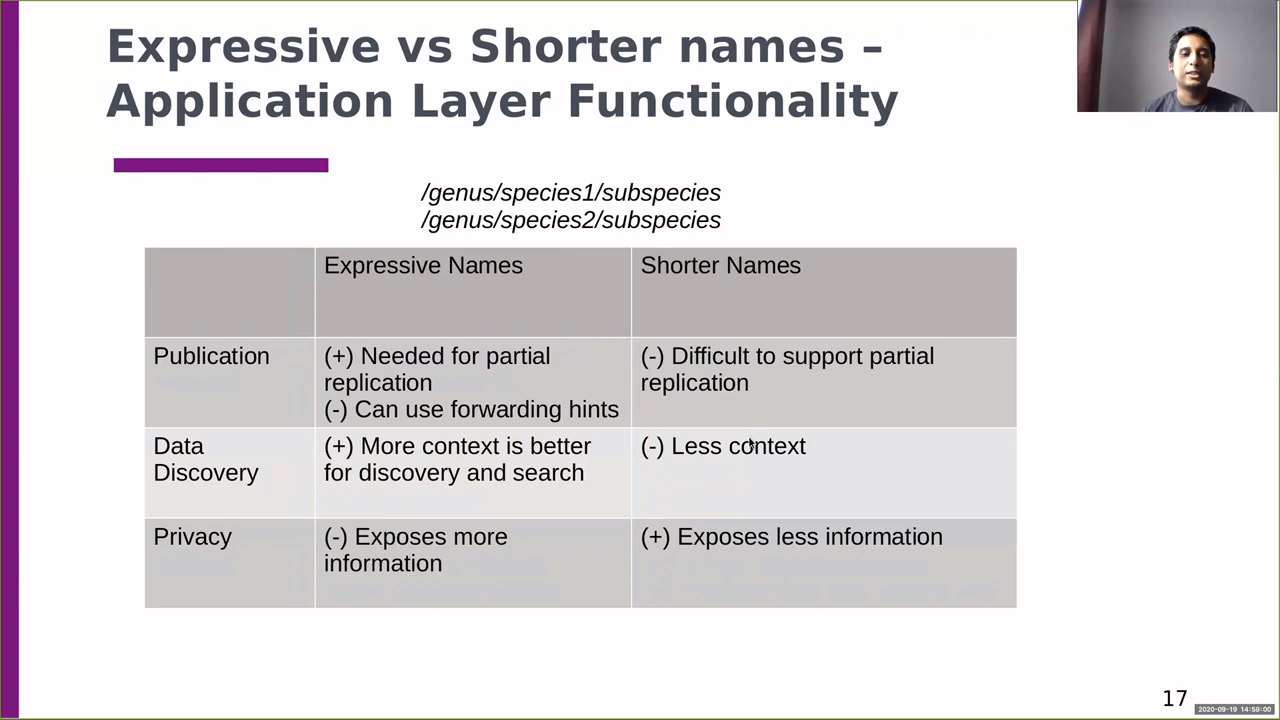 Expressive vs Shorter names –
Application Layer Functionality
/genus/species1/subspecies
/genus/species2/subspecies
Expressive Names
Shorter Names
Publication
(+) Needed for partial
replication
(-) Can use forwarding hints
(-) Difficult to support partial
replication
Data
Discovery
(+) More context is better
for discovery and search
(-) Less context
Privacy
(-) Exposes more
information
(+) Exposes less information
17
2020-09-19 14:59:00